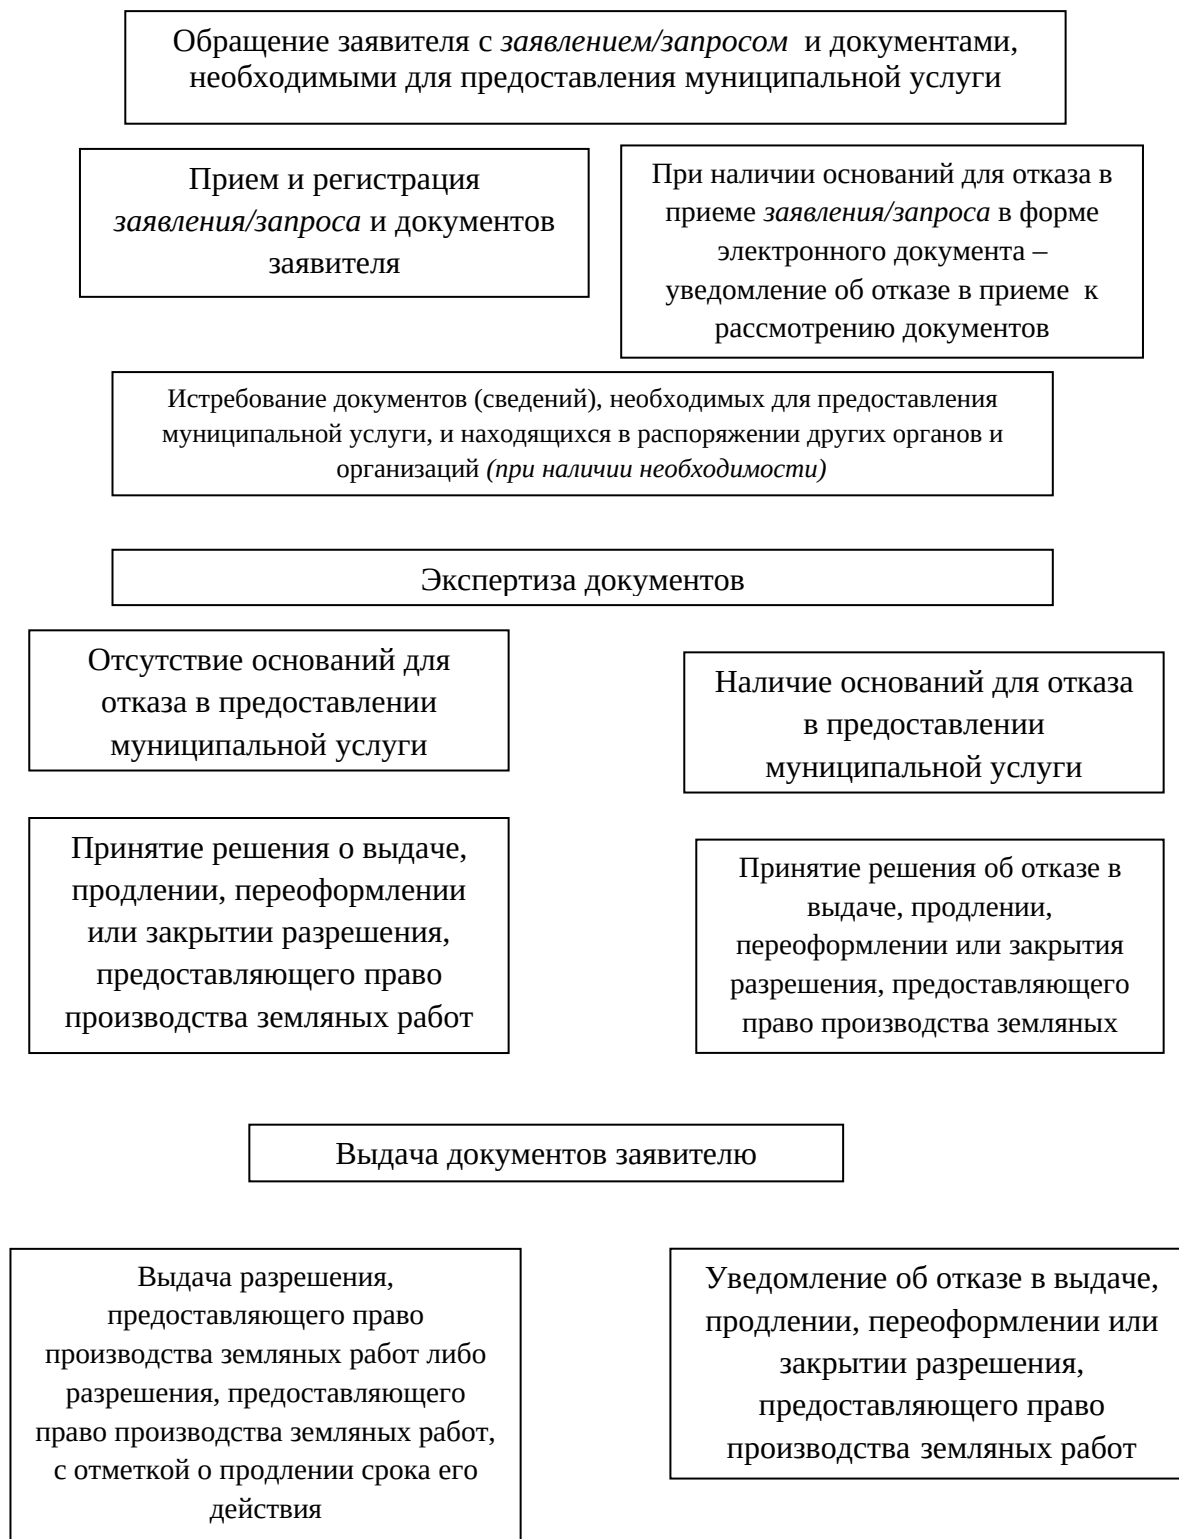 Обращение заявителя с заявлением/запросом и документами,
необходимыми для предоставления муниципальной услуги
Прием и регистрация
заявления/запроса и документов
заявителя
При наличии оснований для отказа в
приеме заявления/запроса в форме
электронного документа –
уведомление об отказе в приеме к
рассмотрению документов
Истребование документов (сведений), необходимых для предоставления
муниципальной услуги, и находящихся в распоряжении других органов и
организаций (при наличии необходимости)
Экспертиза документов
Отсутствие оснований для
отказа в предоставлении
муниципальной услуги
Наличие оснований для отказа
в предоставлении
муниципальной услуги
Принятие решения о выдаче,
продлении, переоформлении
или закрытии разрешения,
предоставляющего право
производства земляных работ
Принятие решения об отказе в
выдаче, продлении,
переоформлении или закрытия
разрешения, предоставляющего
право производства земляных
Выдача документов заявителю
Выдача разрешения,
предоставляющего право
производства земляных работ либо
разрешения, предоставляющего
право производства земляных работ,
с отметкой о продлении срока его
действия
Уведомление об отказе в выдаче,
продлении, переоформлении или
закрытии разрешения,
предоставляющего право
производства земляных работ